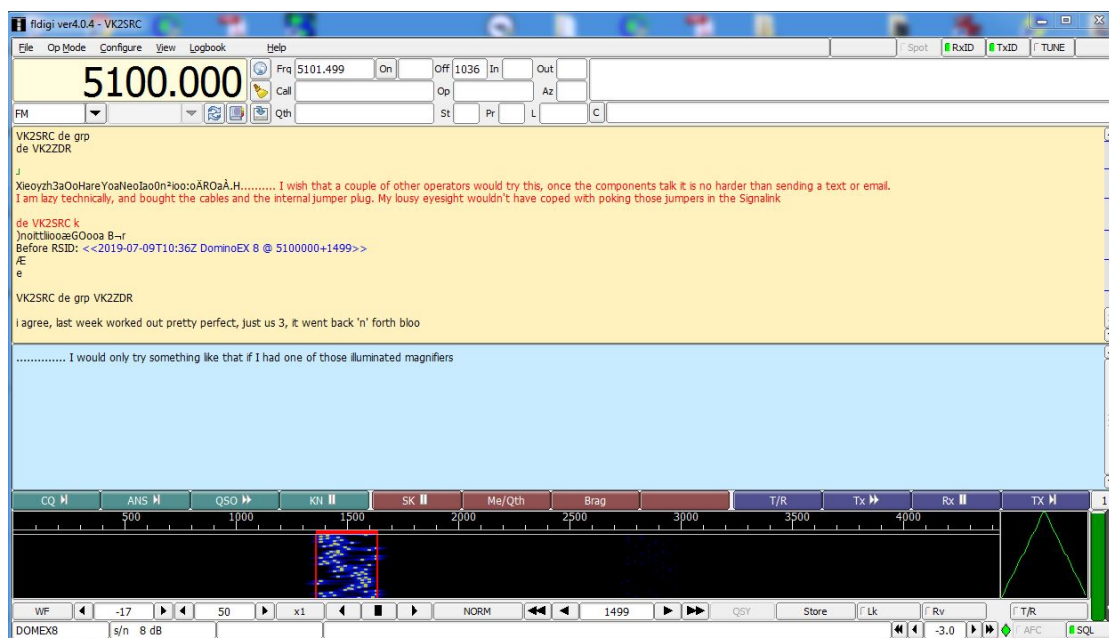 fldigi ver4.0.4 - VK2SRC
File Op Mode Configure View Logbook Help
Spot RxID TxID TUNE
5100.000
Frq 5101.499 On Off 1036 In Out
Call Op Az
FM
Qth St Pr L C
VK2SRC de grp
de VK2ZDR
┘
Xieoyzh3aOoHareYoaNeoIao0n²ioo:oÄROaÀ.H.......... I wish that a couple of other operators would try this, once the components talk it is no harder than sending a text or email.
I am lazy technically, and bought the cables and the internal jumper plug. My lousy eyesight wouldn't have coped with poking those jumpers in the Signalink
de VK2SRC k
)noittliiooæGOooa B¬r
Before RSID: <<2019-07-09T10:36Z DominoEX 8 @ 5100000+1499>>
Æ
e
VK2SRC de grp VK2ZDR
i agree, last week worked out pretty perfect, just us 3, it went back 'n' forth bloo
.............. I would only try something like that if I had one of those illuminated magnifiers
CQ ANS QSO KN SK Me/Qth Brag T/R Tx Rx TX 1
500 1000 1500 2000 2500 3000 3500 4000
WF -17 50 x1 NORM 1499 QSY Store Lk Rv T/R
DOMEX8 s/n 8 dB -3.0 AFC SQL